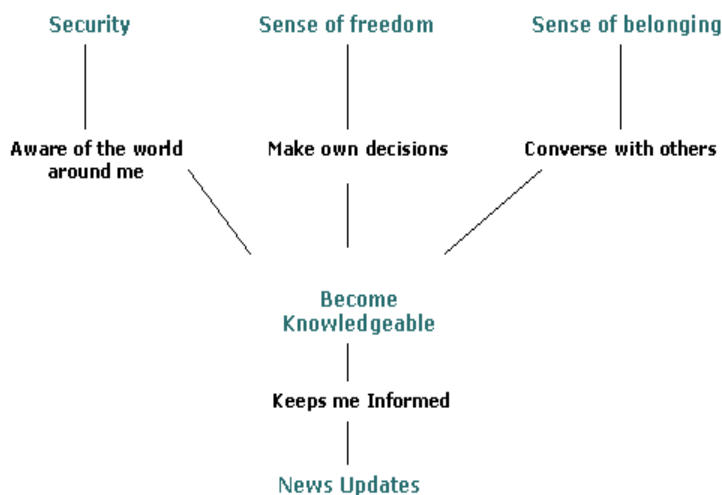 Security
Sense of freedom
Sense of belonging
Aware of the world
around me
Make own decisions
Converse with others
Become
Knowledgeable
Keeps me Informed
News Updates